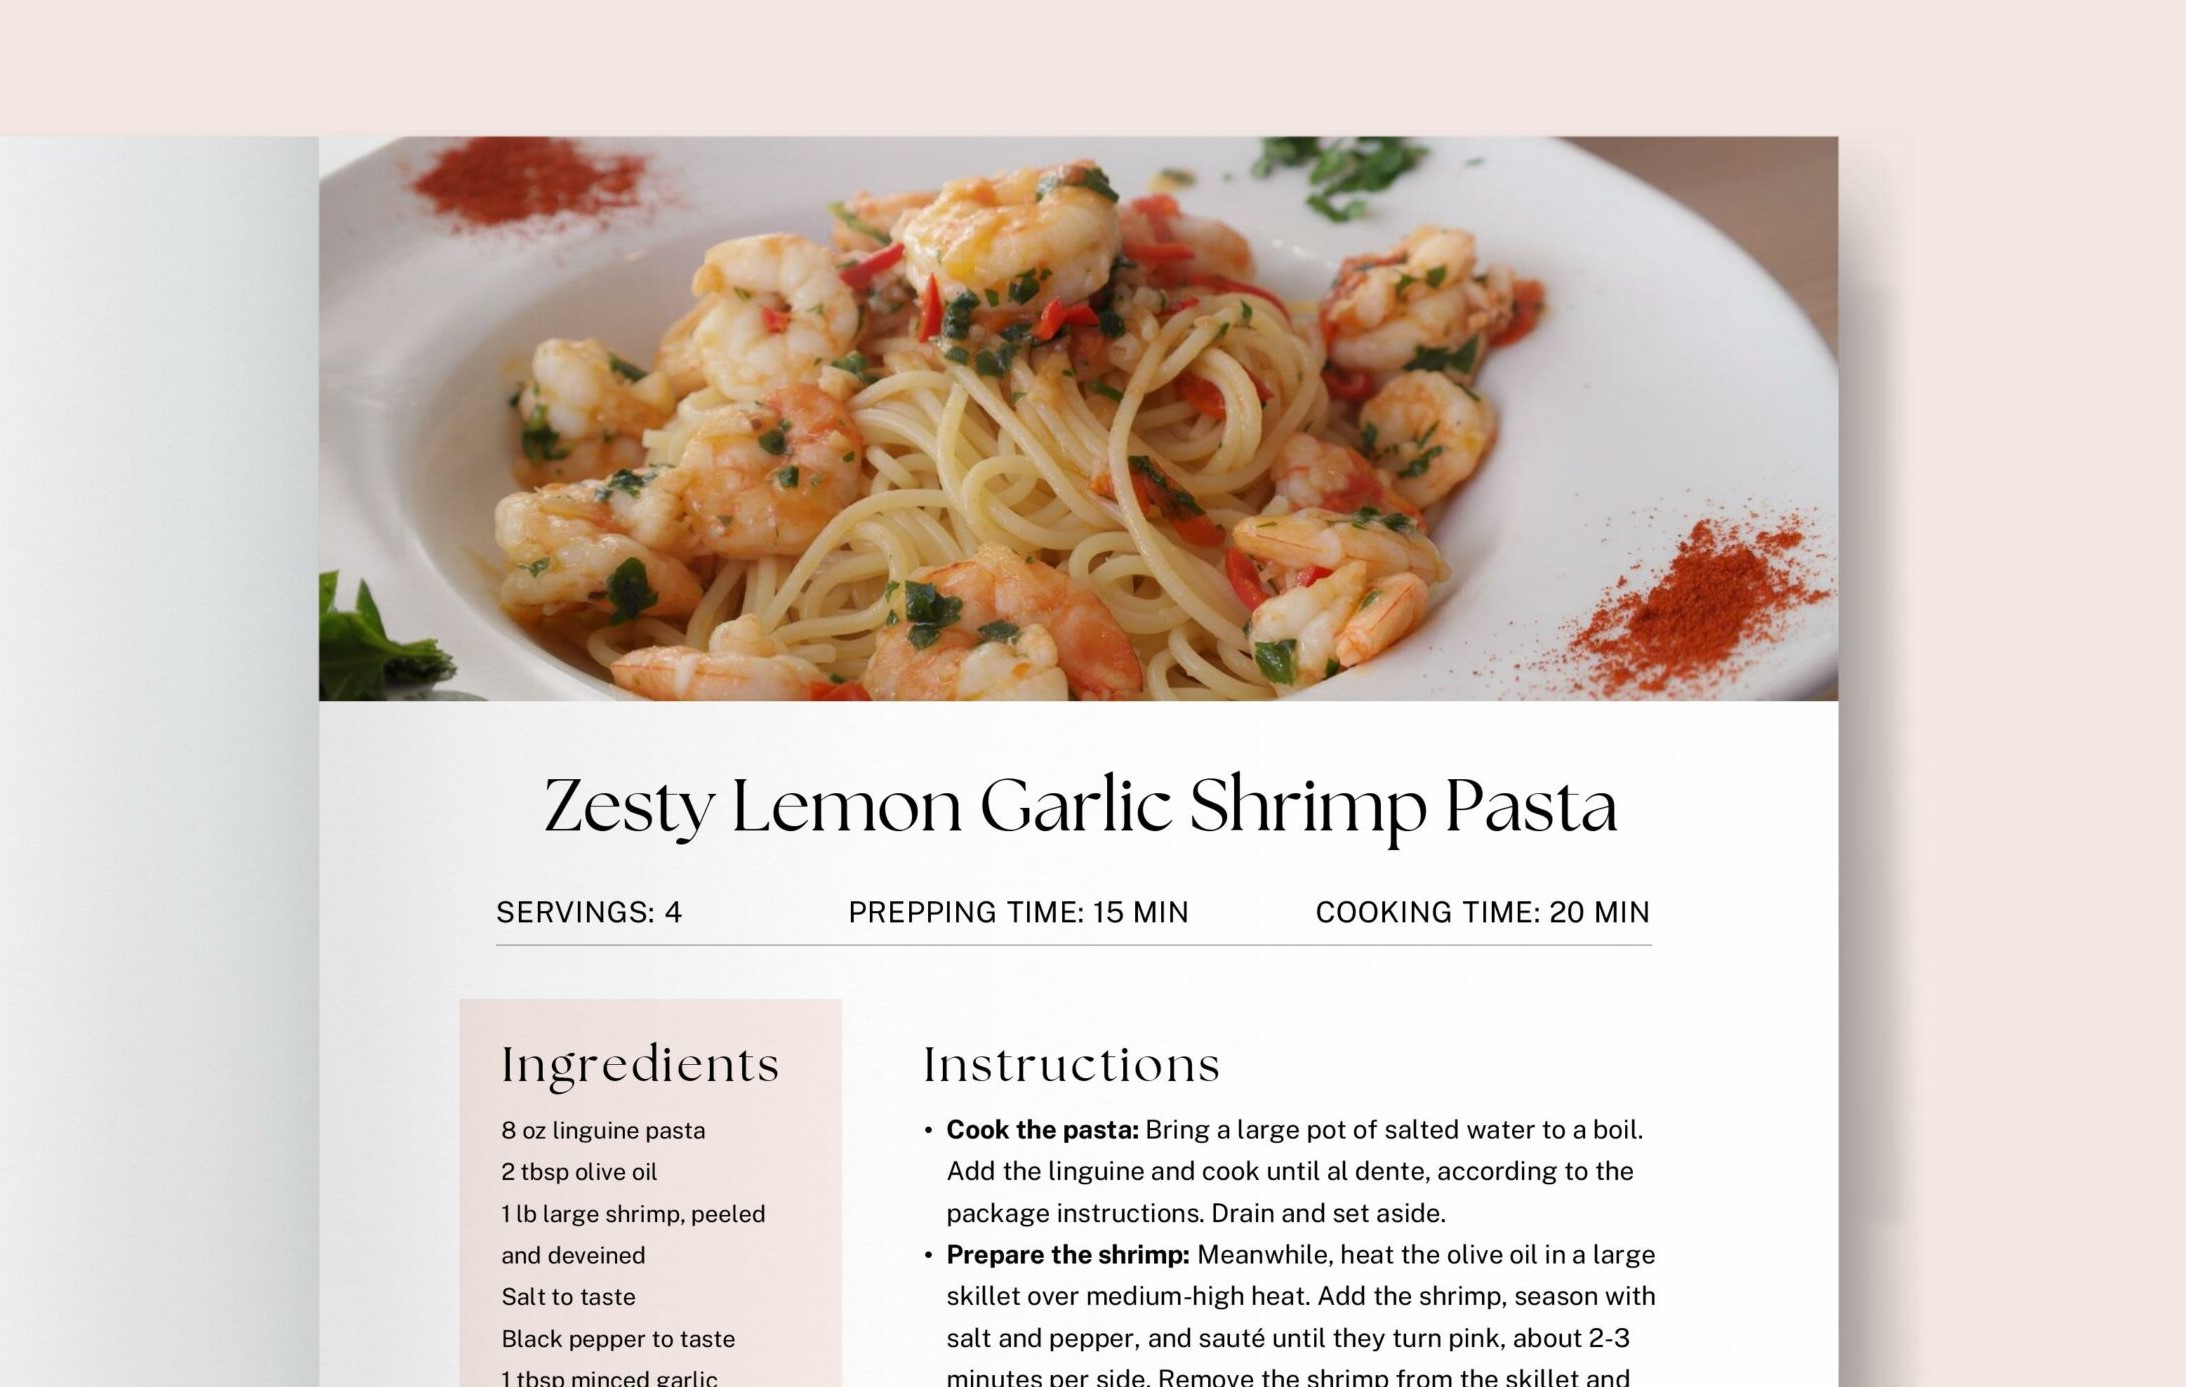 Zesty Lemon Garlic Shrimp Pasta
SERVINGS: 4
PREPPING TIME: 15 MIN
COOKING TIME: 20 MIN
Ingredients
8 oz linguine pasta
2 tbsp olive oil
1 lb large shrimp, peeled
and deveined
Salt to taste
Black pepper to taste
1 tbsp minced garlic
Instructions
• Cook the pasta: Bring a large pot of salted water to a boil.
Add the linguine and cook until al dente, according to the
package instructions. Drain and set aside.
• Prepare the shrimp: Meanwhile, heat the olive oil in a large
skillet over medium-high heat. Add the shrimp, season with
salt and pepper, and sauté until they turn pink, about 2-3
minutes per side. Remove the shrimp from the skillet and